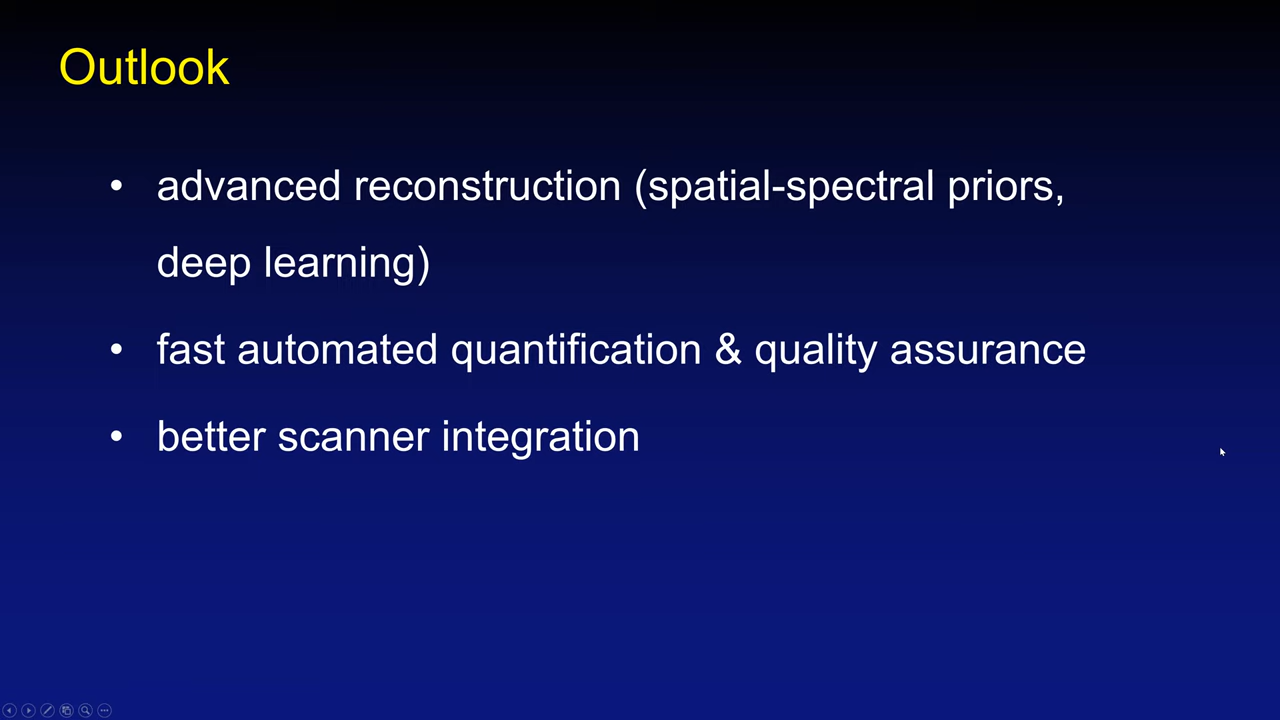 Outlook
• advanced reconstruction (spatial-spectral priors,
deep learning)
• fast automated quantification & quality assurance
• better scanner integration